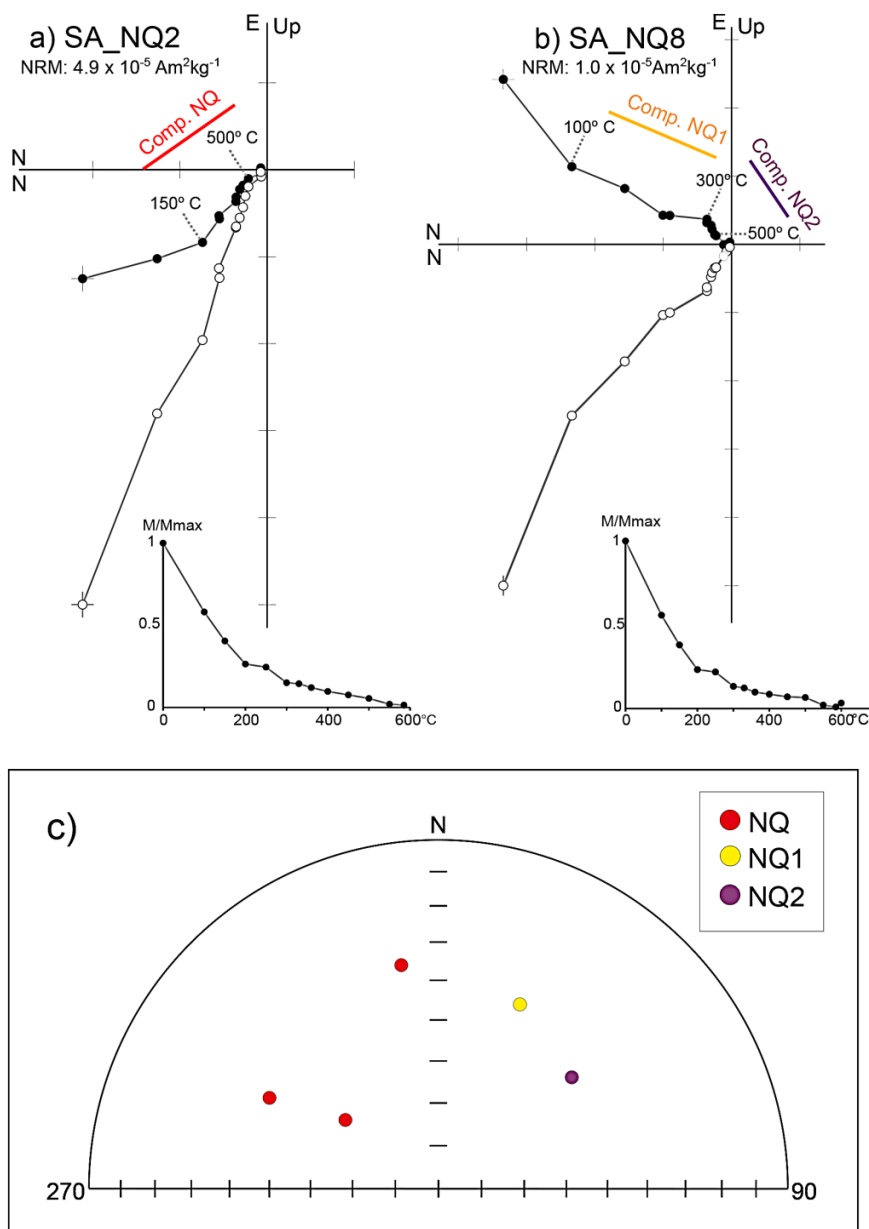 a) SA_NQ2
NRM: 4.9 x 10⁻⁵ Am²kg⁻¹
E Up
Comp. NQ
500º C
N
N
150º C
M/Mmax
1
0.5
0
0 200 400 600°C
b) SA_NQ8
NRM: 1.0 x 10⁻⁵Am²kg⁻¹
E Up
Comp. NQ1
100º C
Comp. NQ2
300º C
500º C
N
N
M/Mmax
1
0.5
0
0 200 400 600°C
c)
N
NQ
NQ1
NQ2
270 90